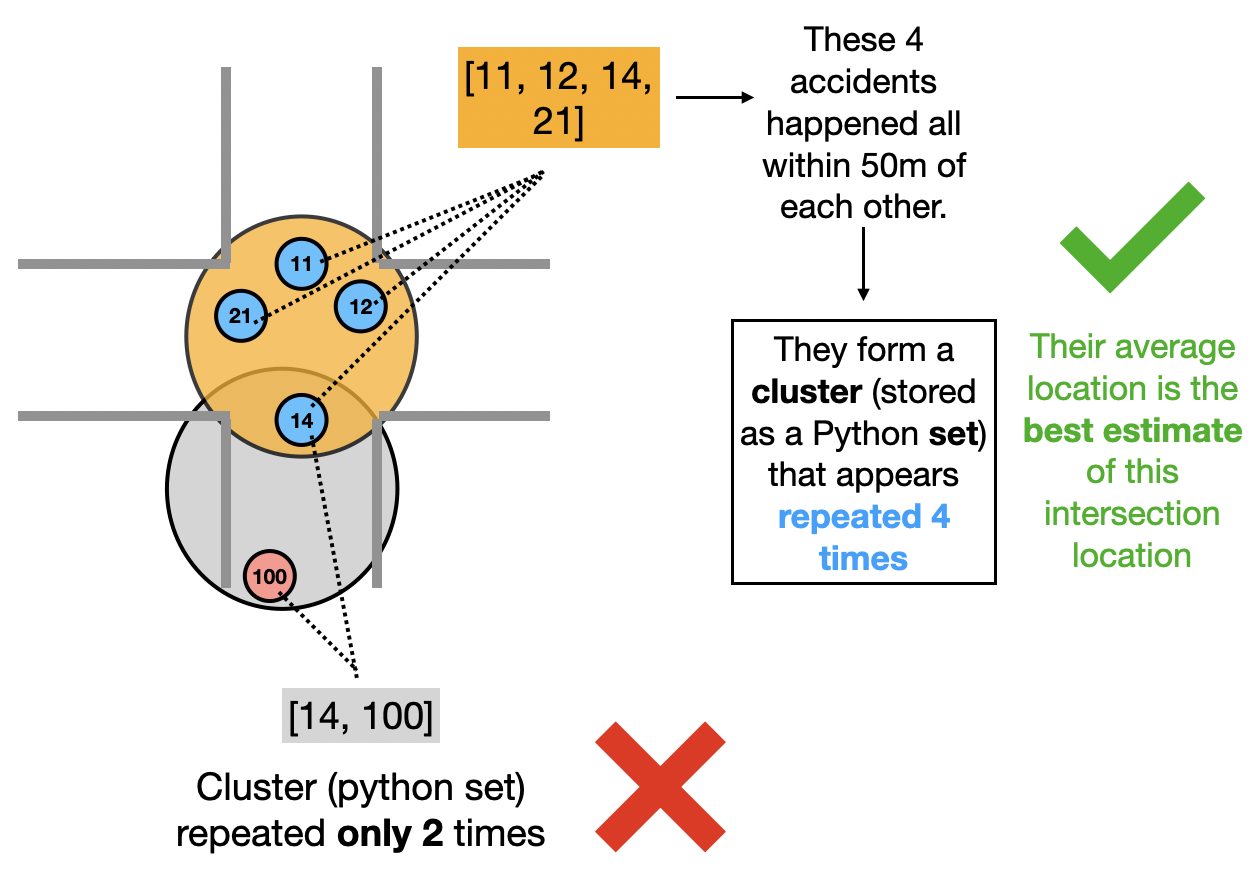 [11, 12, 14,
21]
These 4
accidents
happened all
within 50m of
each other.
11
21
12
14
100
They form a
cluster (stored
as a Python set)
that appears
repeated 4
times
Their average
location is the
best estimate
of this
intersection
location
[14, 100]
Cluster (python set)
repeated only 2 times